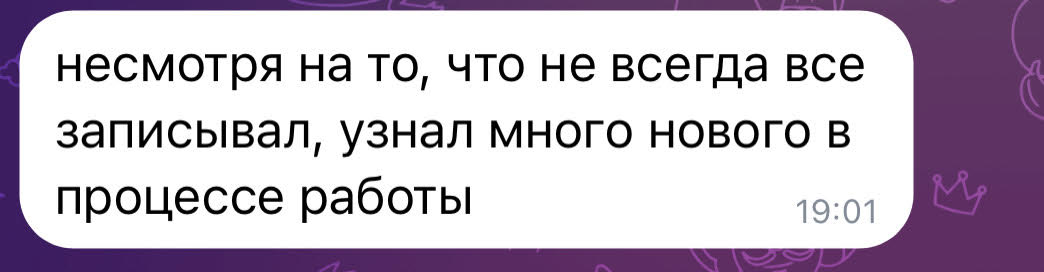 несмотря на то, что не всегда все
записывал, узнал много нового в
процессе работы
19:01